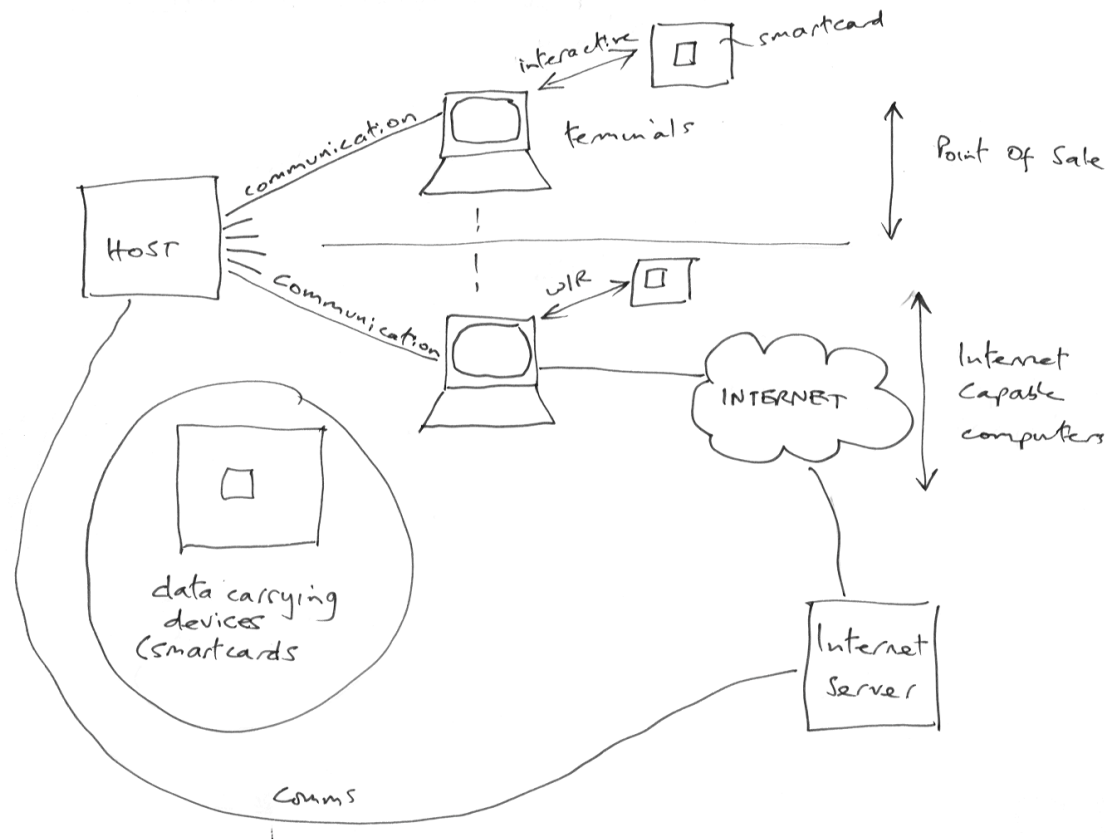 interactive
smartcard
communication
terminals
Point of Sale
HOST
W/R
communication
Internet
Capable
computers
INTERNET
data carrying
devices
(smartcards
Internet
Server
Comms